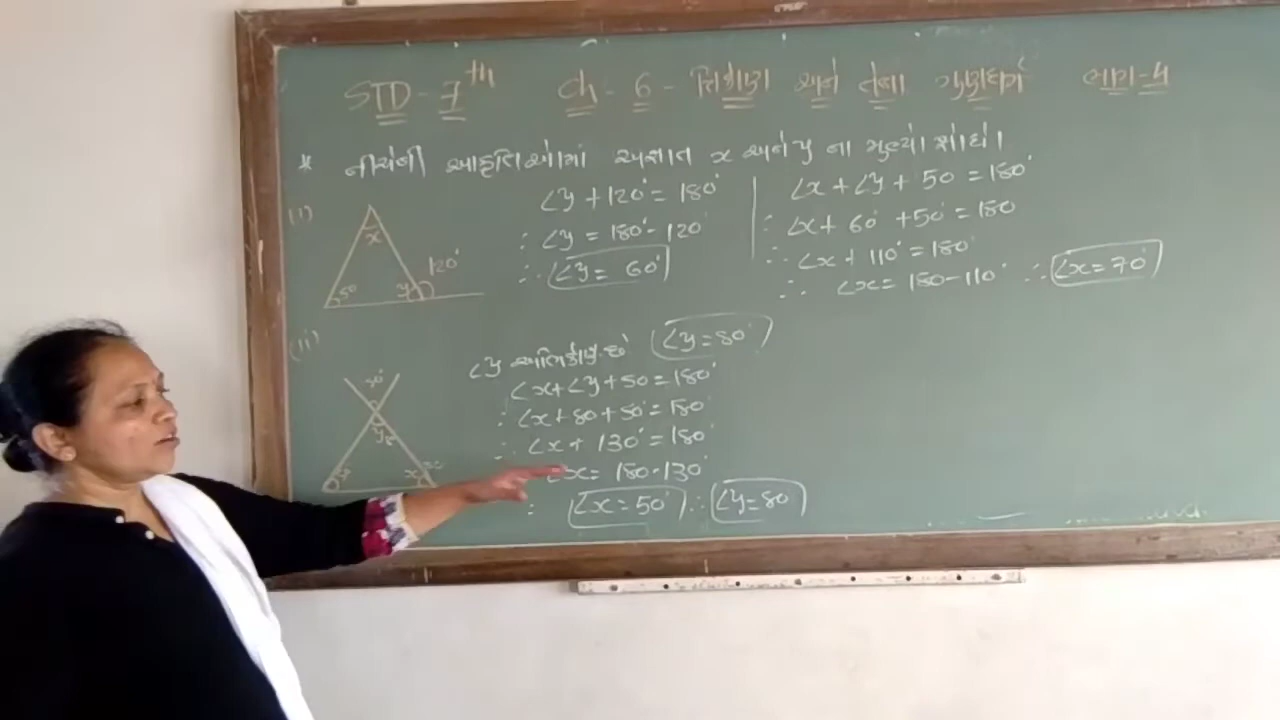 STD - 7th Ch - 6 - ત્રિકોણ અને તેના ગુણધર્મ ભાગ-4
* નીચેની આકૃતિઓમાં અજ્ઞાત x અને y ના મૂલ્યો શોધો।
(i)
x
50
y
120°
∠y + 120° = 180°
∴ ∠y = 180° - 120°
∴ ∠y = 60°
∠x + ∠y + 50 = 180°
∴ ∠x + 60° + 50° = 180
∴ ∠x + 110° = 180°
∴ ∠x = 180 - 110° ∴ ∠x = 70°
(ii)
y
x
∠y અભિકોણ છે ∠y = 80°
∠x + ∠y + 50 = 180°
∴ ∠x + 80 + 50° = 180°
∴ ∠x + 130° = 180°
∠x = 180 - 130°
∴ ∠x = 50° ∴ ∠y = 80